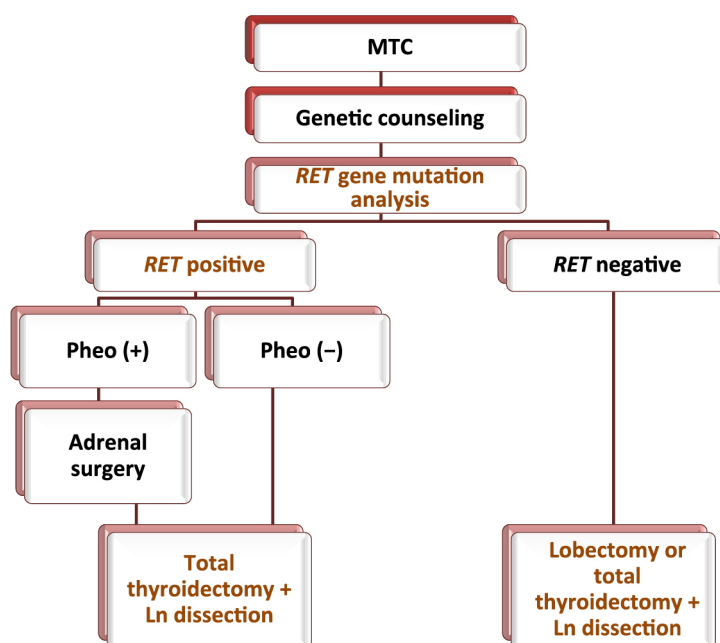 MTC
Genetic counseling
RET gene mutation
analysis
RET positive
RET negative
Pheo (+)
Pheo (−)
Adrenal
surgery
Total
thyroidectomy +
Ln dissection
Lobectomy or
total
thyroidectomy +
Ln dissection